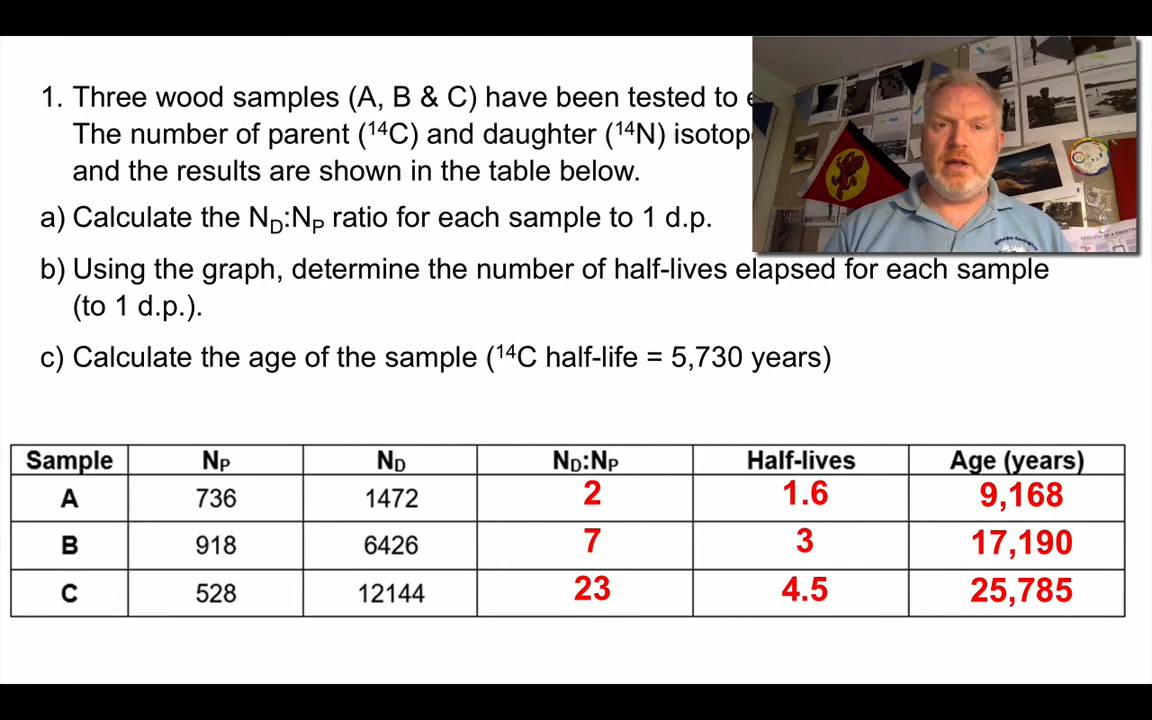 1. Three wood samples (A, B & C) have been tested to
The number of parent (¹⁴C) and daughter (¹⁴N) isotop
and the results are shown in the table below.
a) Calculate the N_D:N_P ratio for each sample to 1 d.p.
b) Using the graph, determine the number of half-lives elapsed for each sample
(to 1 d.p.).
c) Calculate the age of the sample (¹⁴C half-life = 5,730 years)
Sample N_P N_D N_D:N_P Half-lives Age (years)
A 736 1472 2 1.6 9,168
B 918 6426 7 3 17,190
C 528 12144 23 4.5 25,785